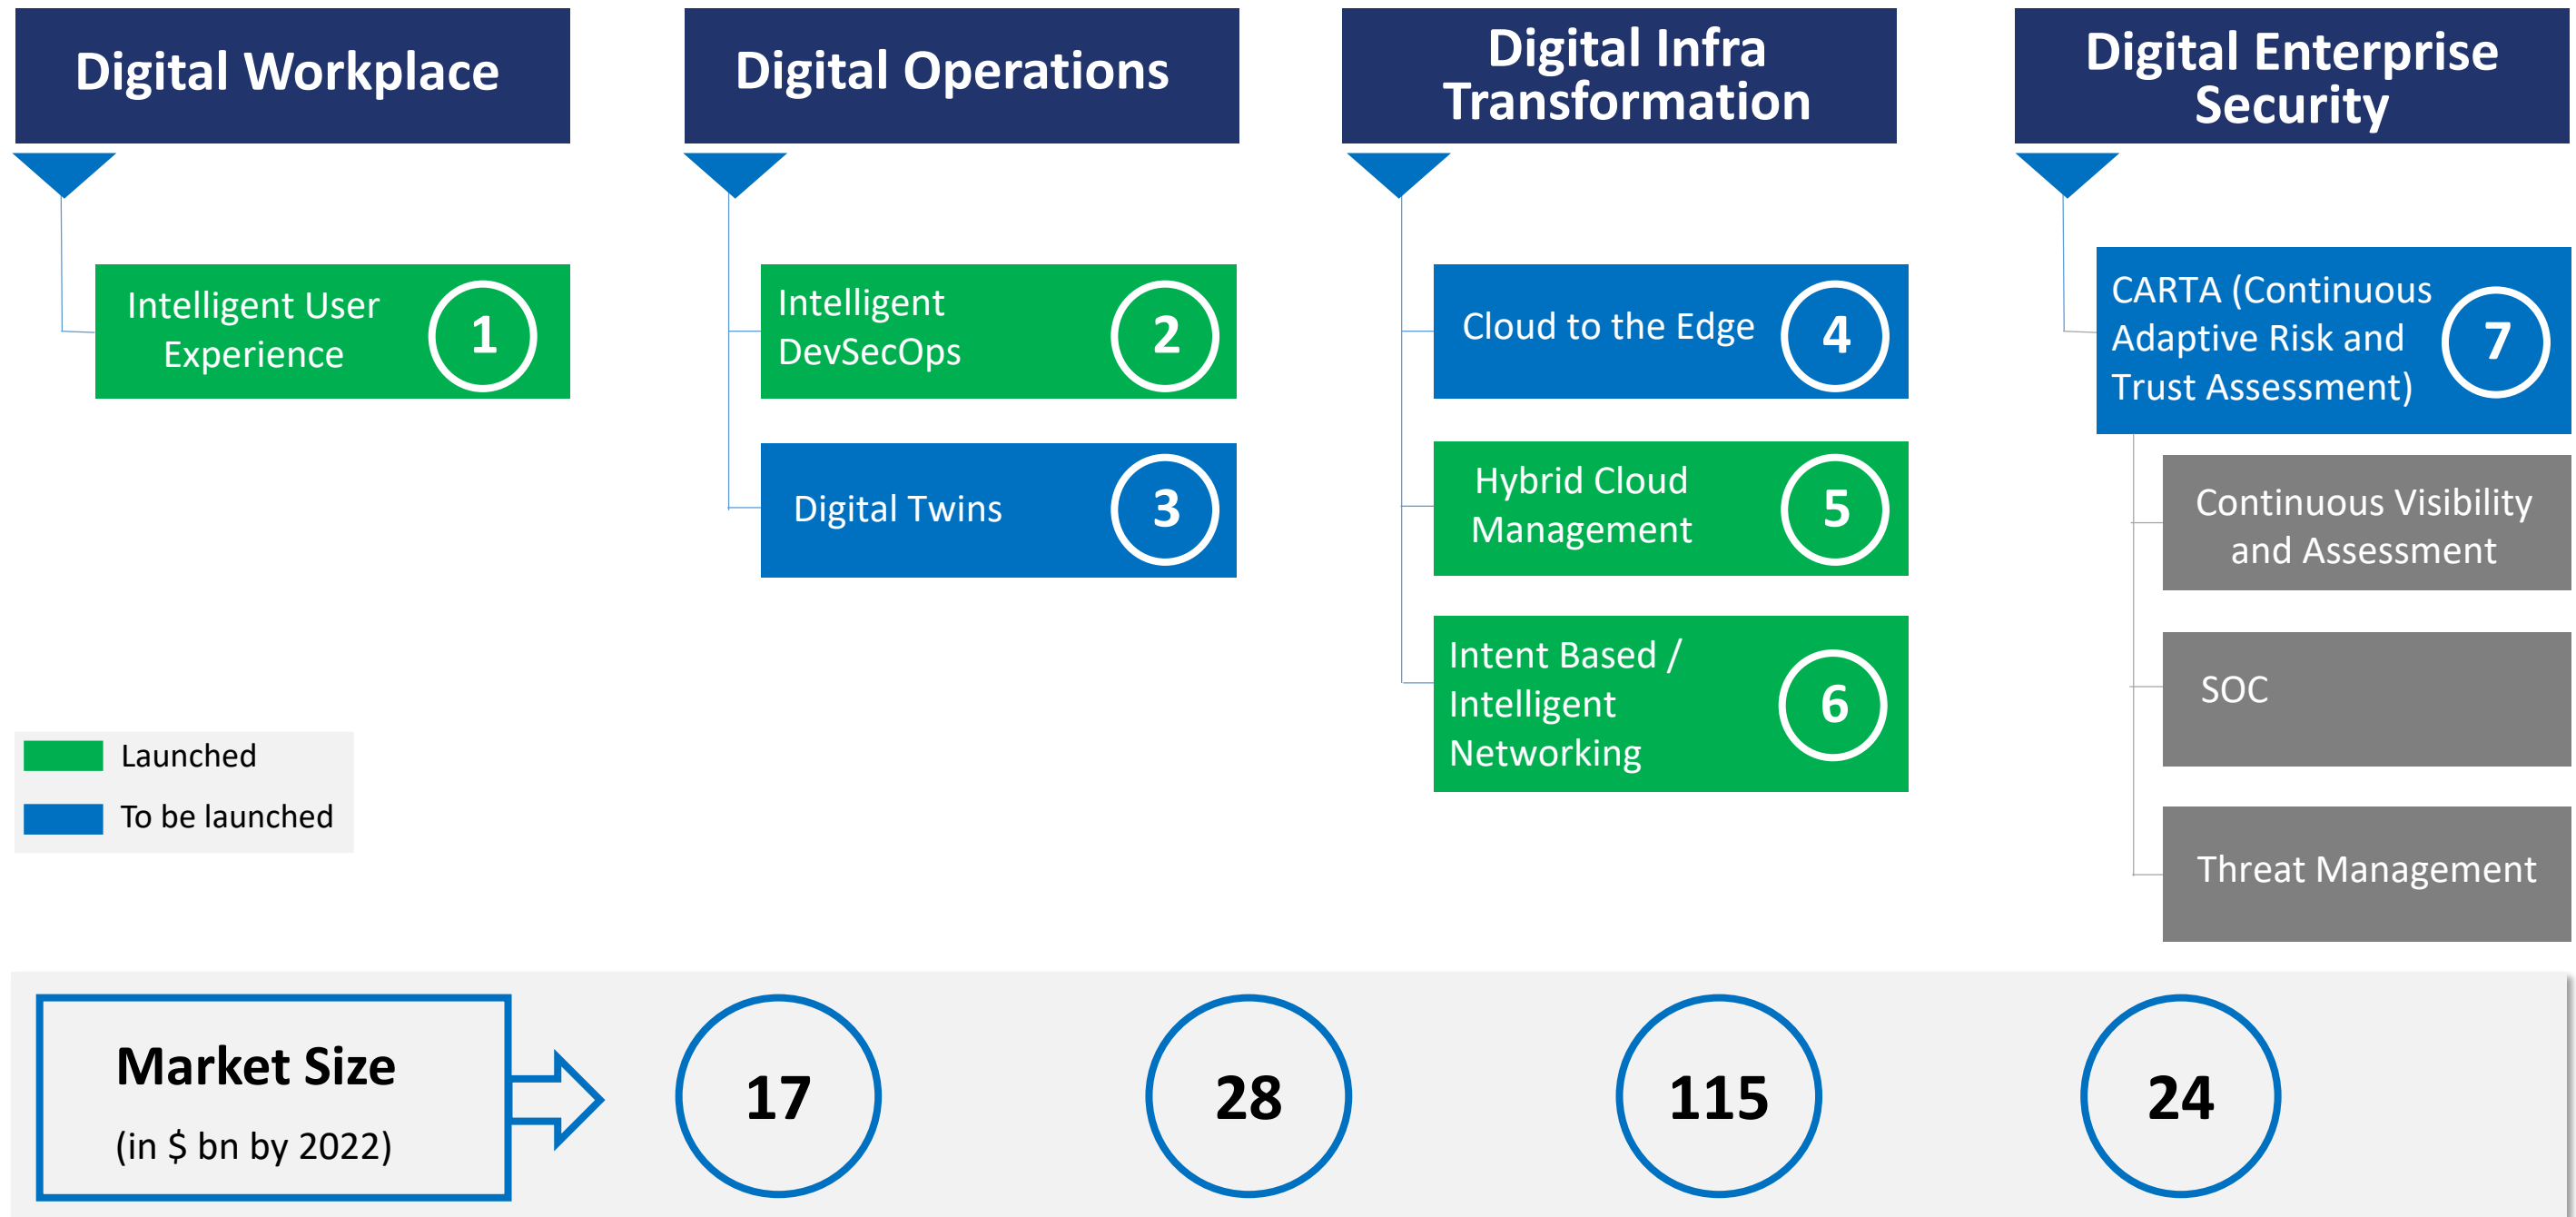 Digital Workplace
Intelligent User
Experience
1
Digital Operations
Intelligent
DevSecOps
2
Digital Twins
3
Digital Infra
Transformation
Cloud to the Edge
4
Hybrid Cloud
Management
5
Intent Based /
Intelligent
Networking
6
Digital Enterprise
Security
CARTA (Continuous
Adaptive Risk and
Trust Assessment)
7
Continuous Visibility
and Assessment
SOC
Threat Management
Launched
To be launched
Market Size
(in $ bn by 2022)
17
28
115
24